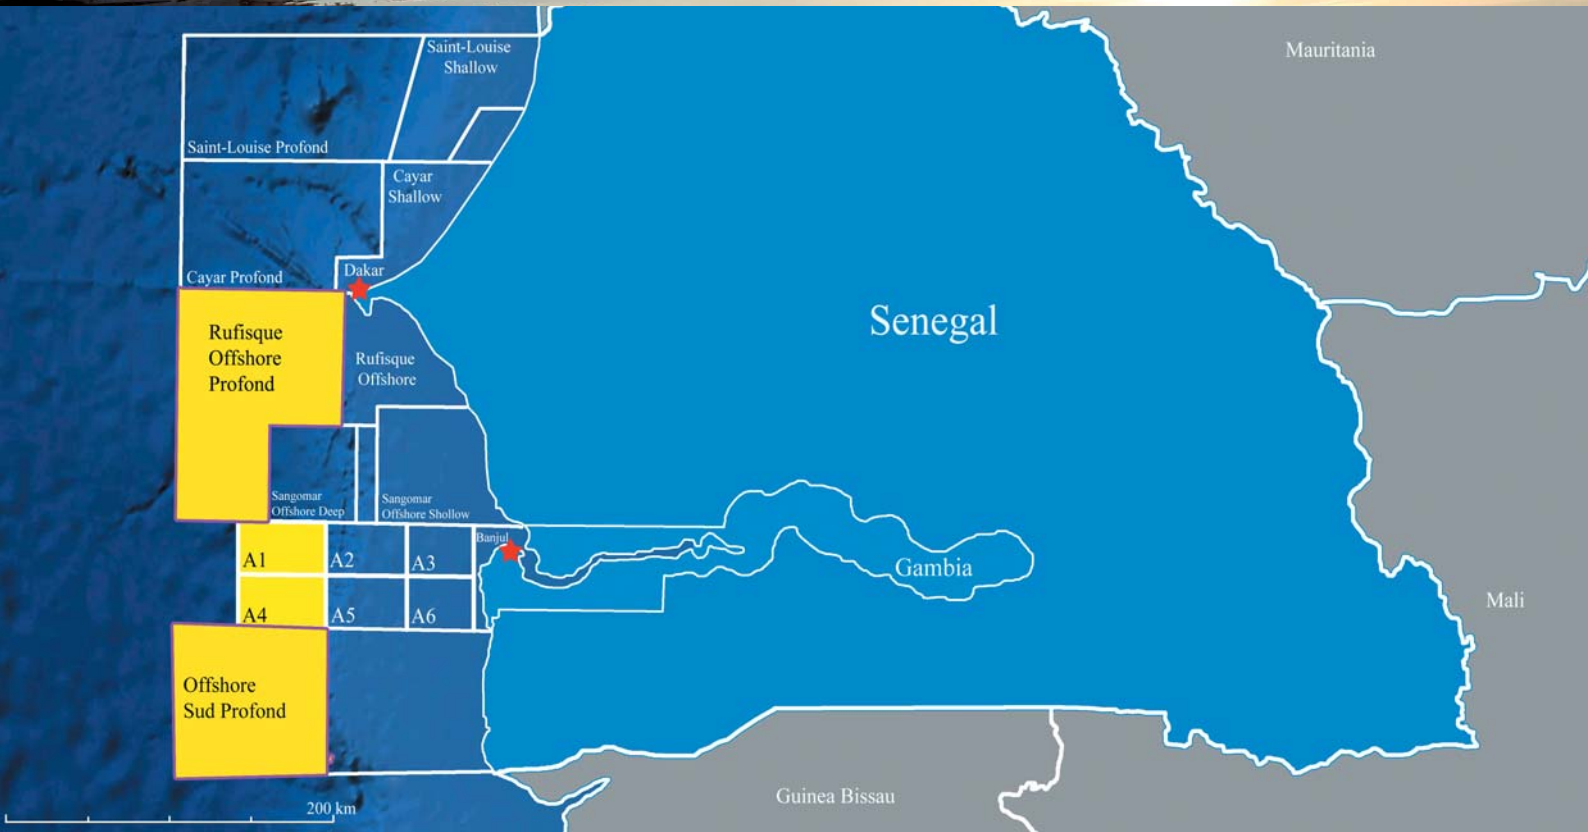 Saint-Louise
Shallow
Mauritania
Saint-Louise Profond
Cayar
Shallow
Cayar Profond
Dakar
Rufisque
Offshore
Profond
Senegal
Rufisque
Offshore
Sangomar
Offshore Deep
Sangomar
Offshore Shollow
Banjul
A1
A2
A3
Gambia
Mali
A4
A5
A6
Offshore
Sud Profond
Guinea Bissau
200 km